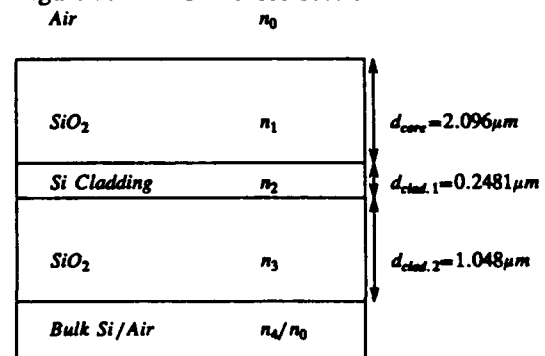 Air n₀
SiO₂ n₁ d_core=2.096μm
Si Cladding n₂ d_clad.1=0.2481μm
SiO₂ n₃ d_clad.2=1.048μm
Bulk Si/Air n₄/n₀